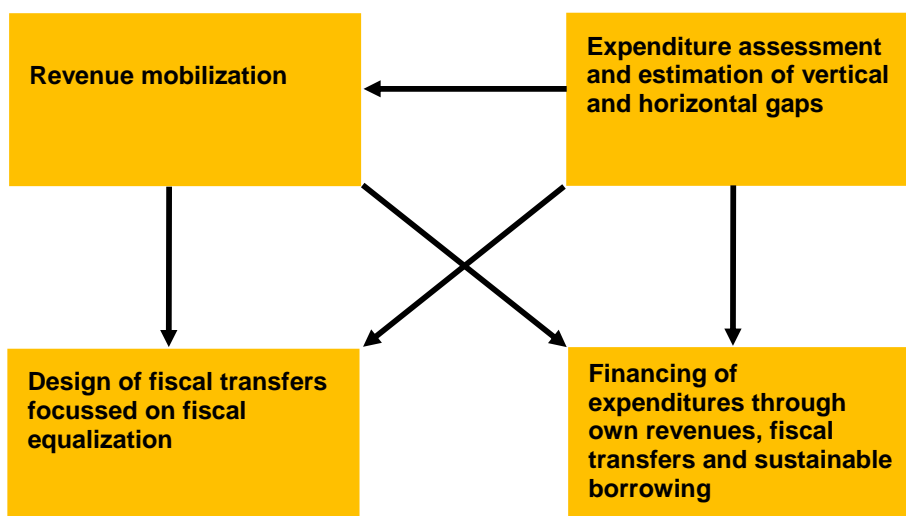 Revenue mobilization
Expenditure assessment
and estimation of vertical
and horizontal gaps
Design of fiscal transfers
focussed on fiscal
equalization
Financing of
expenditures through
own revenues, fiscal
transfers and sustainable
borrowing